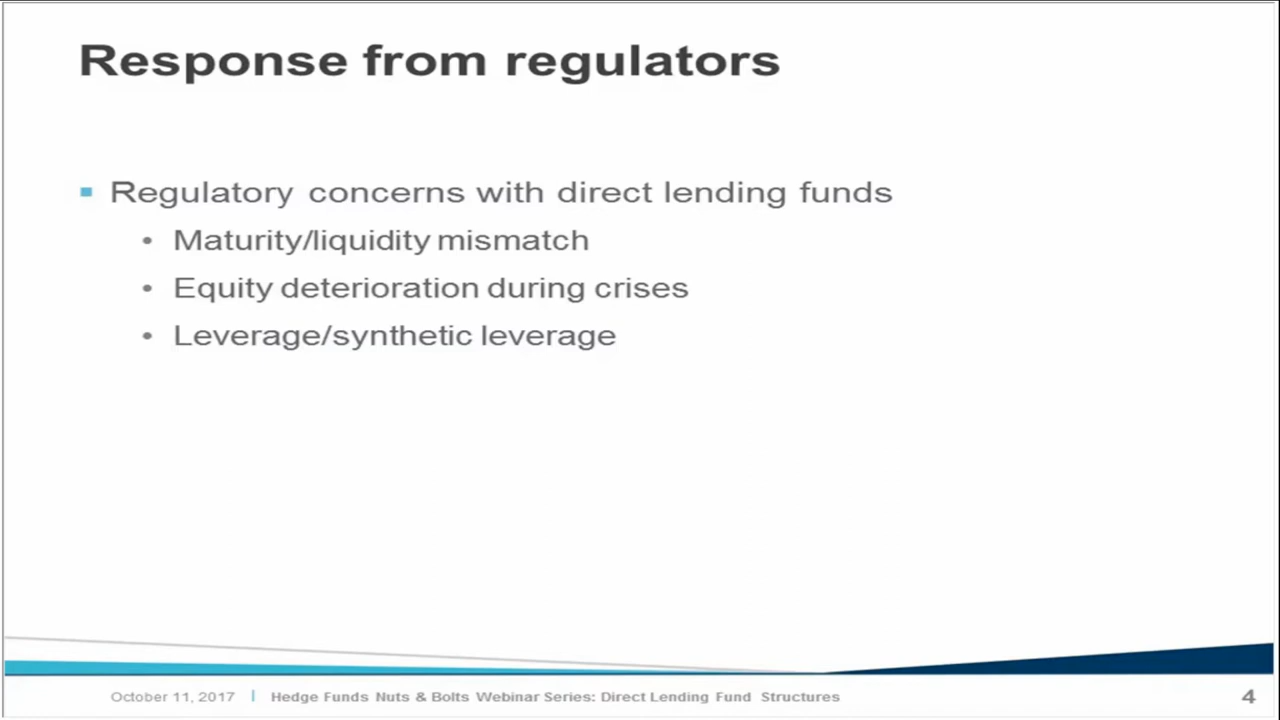 Response from regulators
Regulatory concerns with direct lending funds
Maturity/liquidity mismatch
Equity deterioration during crises
Leverage/synthetic leverage
October 11, 2017 | Hedge Funds Nuts & Bolts Webinar Series: Direct Lending Fund Structures 4